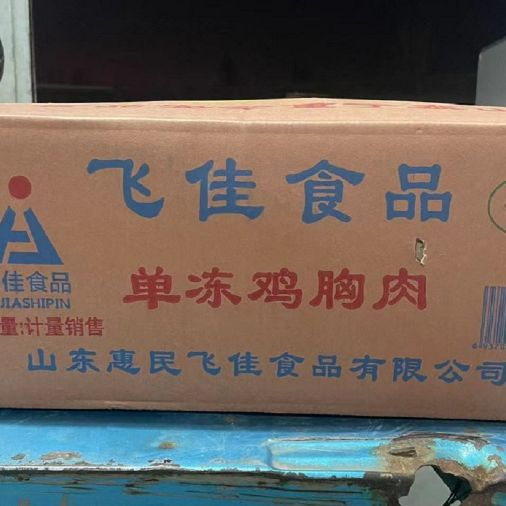 飞佳食品
佳食品
JIASHIPIN
单冻鸡胸肉
量:计量销售
山东惠民飞佳食品有限公司